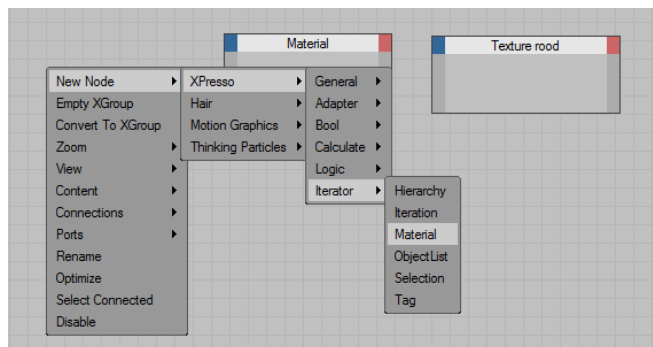 Material
Texture rood
New Node
Empty XGroup
Convert To XGroup
Zoom
View
Content
Connections
Ports
Rename
Optimize
Select Connected
Disable
XPresso
Hair
Motion Graphics
Thinking Particles
General
Adapter
Bool
Calculate
Logic
Iterator
Hierarchy
Iteration
Material
ObjectList
Selection
Tag